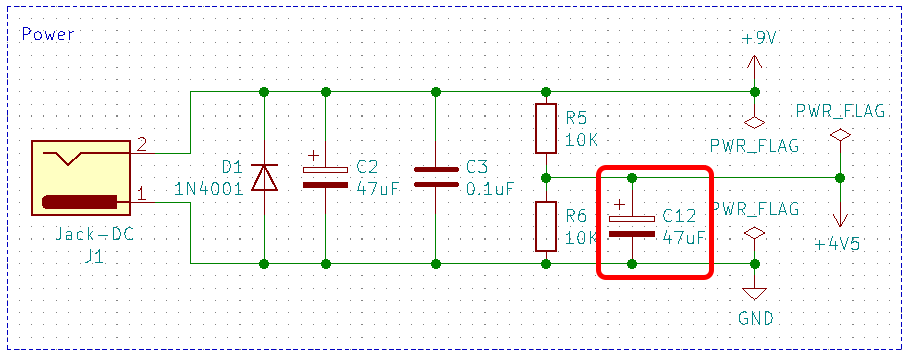 Power
+9V
PWR_FLAG
PWR_FLAG
2
1
Jack-DC
J1
D1
1N4001
+
C2
47uF
C3
0.1uF
R5
10K
R6
10K
+
C12
47uF
PWR_FLAG
+4V5
GND